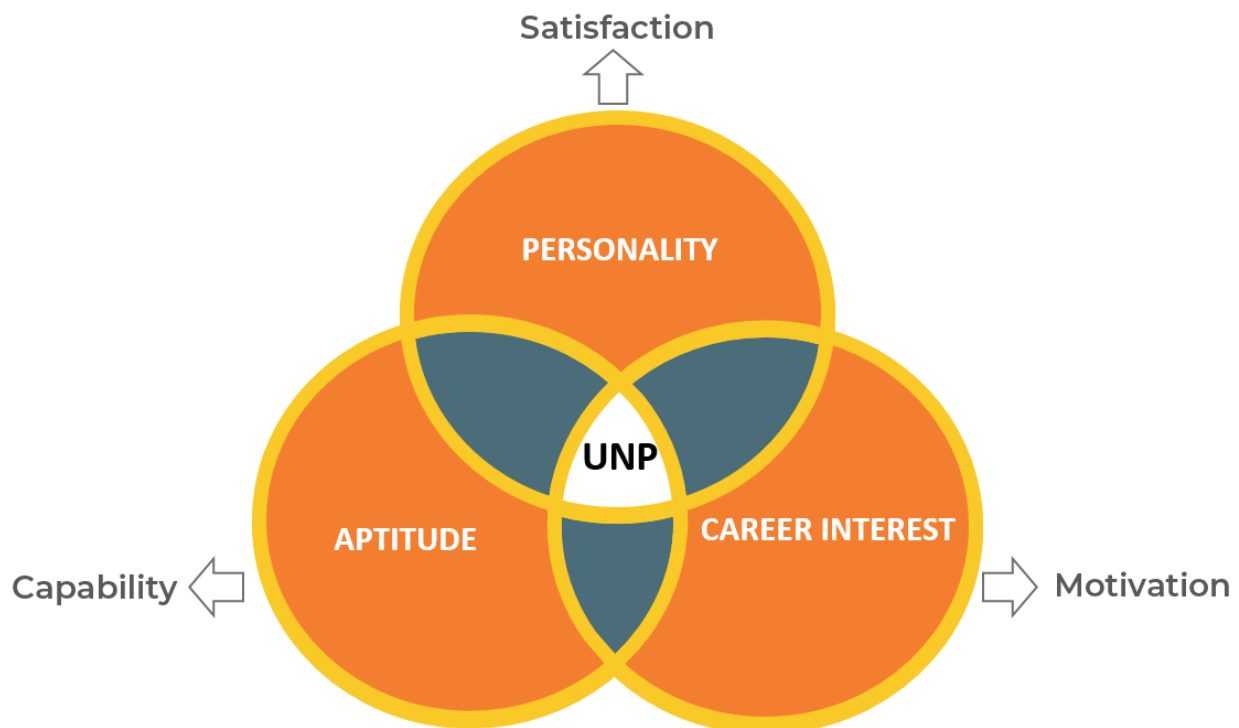 Satisfaction
PERSONALITY
UNP
APTITUDE
CAREER INTEREST
Capability
Motivation